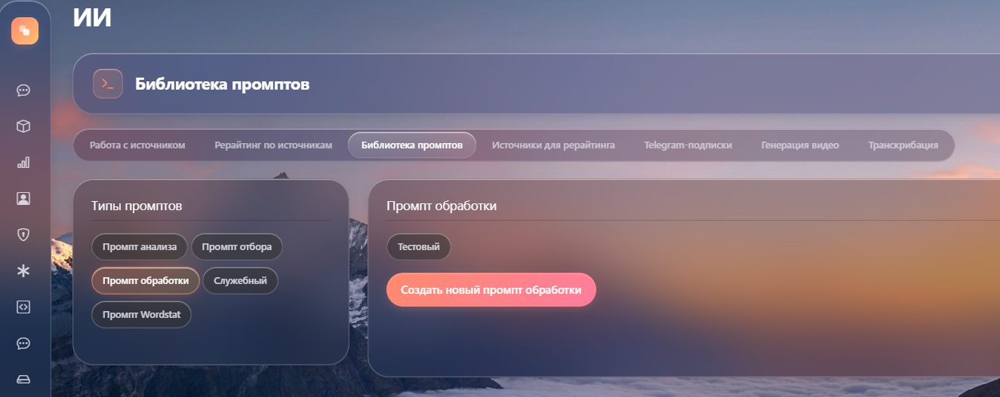 ИИ
Библиотека промптов
Работа с источником Рерайтинг по источникам Библиотека промптов Источники для рерайтинга Telegram-подписки Генерация видео Транскрибация
Типы промптов
Промпт анализа Промпт отбора
Промпт обработки Служебный
Промпт Wordstat
Промпт обработки
Тестовый
Создать новый промпт обработки